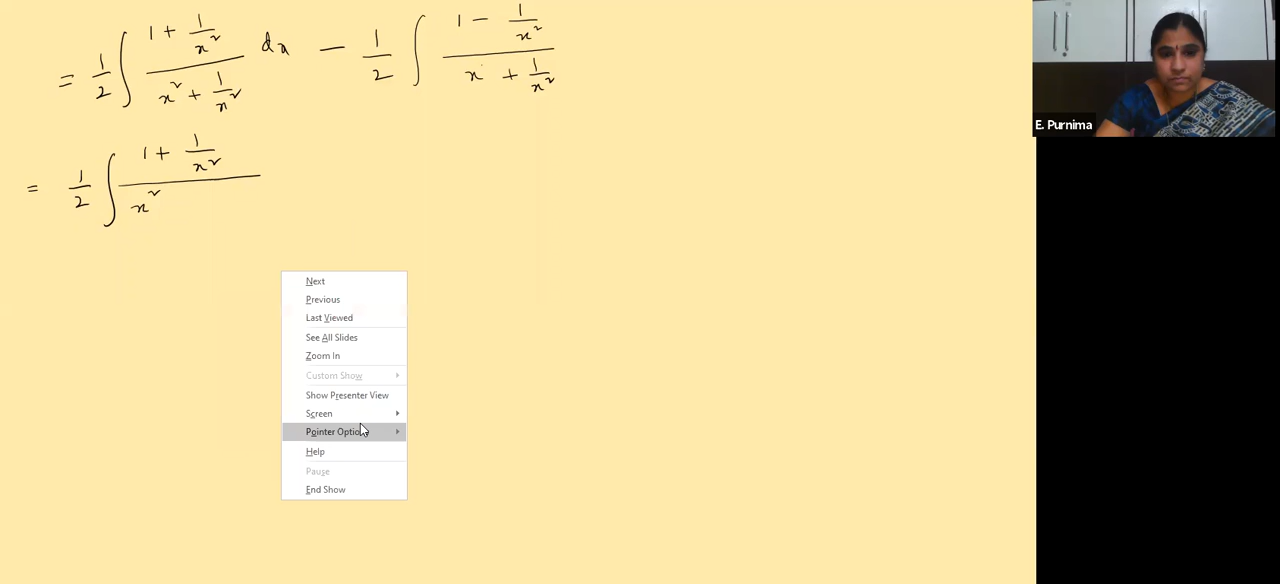 = 1/2 ∫ (1 + 1/x²)/(x² + 1/x²) dx − 1/2 ∫ (1 − 1/x²)/(x + 1/x²)
= 1/2 ∫ (1 + 1/x²)/(x²
E. Purnima
Next
Previous
Last Viewed
See All Slides
Zoom In
Custom Show
Show Presenter View
Screen
Pointer Options
Help
Pause
End Show